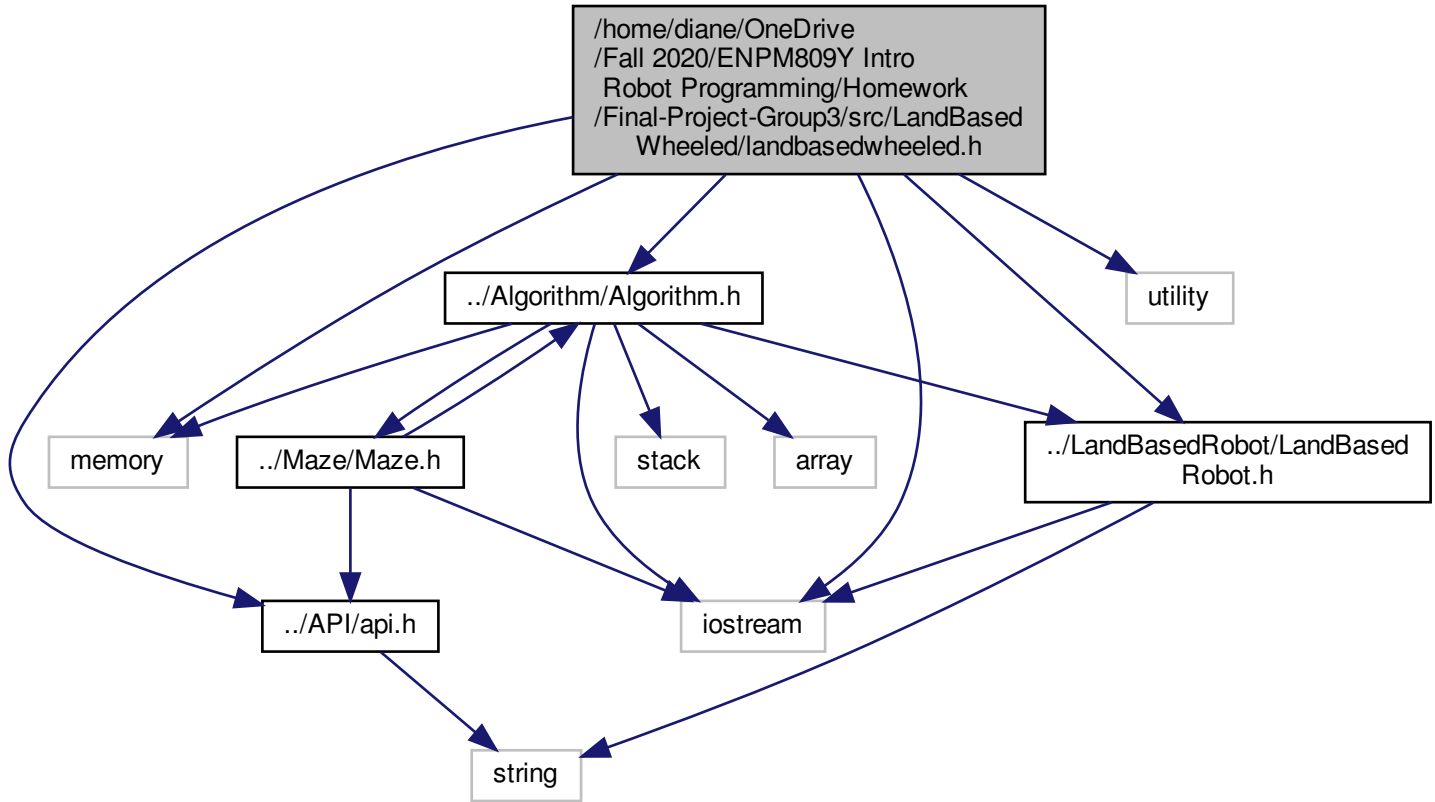 /home/diane/OneDrive
/Fall 2020/ENPM809Y Intro
Robot Programming/Homework
/Final-Project-Group3/src/LandBased
Wheeled/landbasedwheeled.h
../Algorithm/Algorithm.h
utility
memory
../Maze/Maze.h
stack
array
../LandBasedRobot/LandBased
Robot.h
../API/api.h
iostream
string